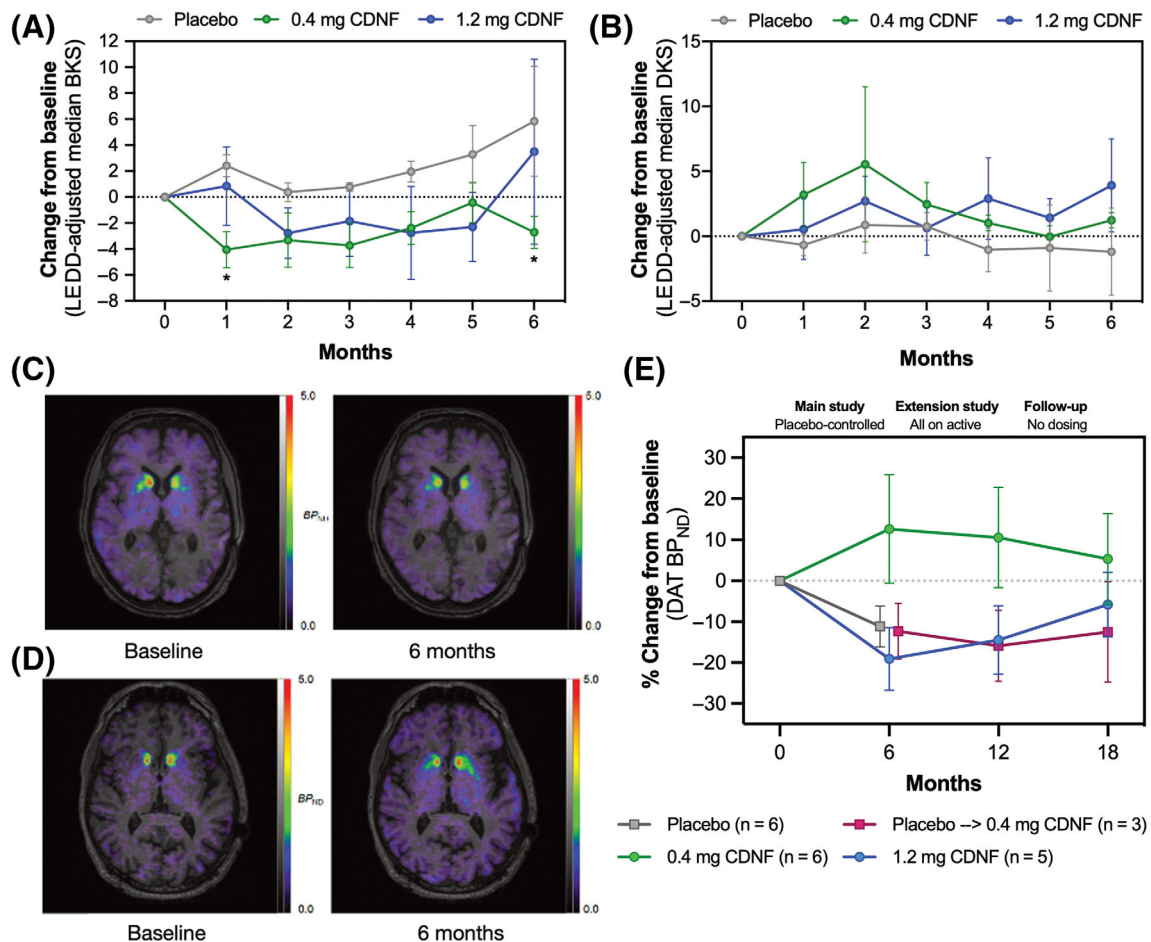 (A)
Placebo 0.4 mg CDNF 1.2 mg CDNF
Change from baseline
(LEDD-adjusted median BKS)
12
10
8
6
4
2
0
–2
–4
–6
–8
*
*
0 1 2 3 4 5 6
Months
(B)
Placebo 0.4 mg CDNF 1.2 mg CDNF
Change from baseline
(LEDD-adjusted median DKS)
15
10
5
0
–5
0 1 2 3 4 5 6
Months
(C)
5.0
BPND
0.0
5.0
0.0
Baseline
6 months
(D)
5.0
BPND
0.0
5.0
0.0
Baseline
6 months
(E)
Main study Extension study Follow-up
Placebo-controlled All on active No dosing
% Change from baseline
(DAT BPND)
30
20
10
0
–10
–20
–30
0 6 12 18
Months
Placebo (n = 6) Placebo --> 0.4 mg CDNF (n = 3)
0.4 mg CDNF (n = 6) 1.2 mg CDNF (n = 5)